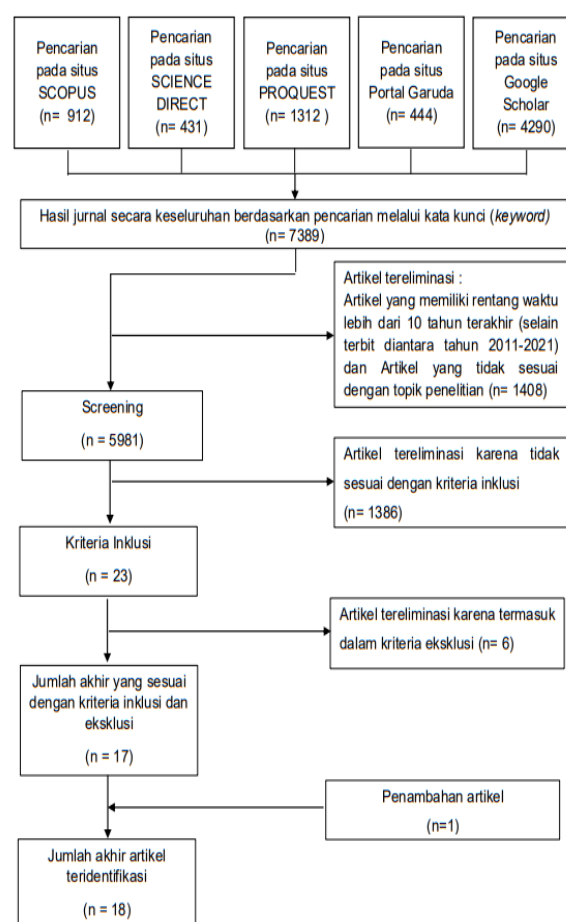 Pencarian
pada situs
SCOPUS
(n= 912)
Pencarian
pada situs
SCIENCE
DIRECT
(n= 431)
Pencarian
pada situs
PROQUEST
(n= 1312 )
Pencarian
pada situs
Portal Garuda
(n= 444)
Pencarian
pada situs
Google
Scholar
(n= 4290)
Hasil jurnal secara keseluruhan berdasarkan pencarian melalui kata kunci (keyword)
(n= 7389)
Artikel tereliminasi :
Artikel yang memiliki rentang waktu
lebih dari 10 tahun terakhir (selain
terbit diantara tahun 2011-2021)
dan Artikel yang tidak sesuai
dengan topik penelitian (n= 1408)
Screening
(n = 5981)
Artikel tereliminasi karena tidak
sesuai dengan kriteria inklusi
(n= 1386)
Kriteria Inklusi
(n = 23)
Artikel tereliminasi karena termasuk
dalam kriteria eksklusi (n= 6)
Jumlah akhir yang sesuai
dengan kriteria inklusi dan
eksklusi
(n = 17)
Penambahan artikel
(n=1)
Jumlah akhir artikel
teridentifikasi
(n = 18)